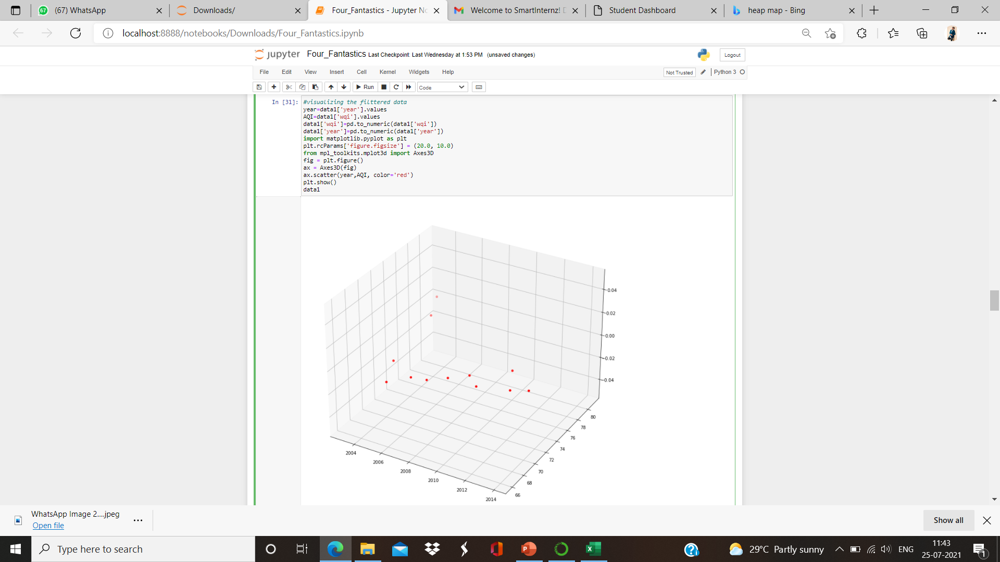 (67) WhatsApp
Downloads/
Four_Fantastics - Jupyter No
Welcome to SmartInternz! D
Student Dashboard
heap map - Bing
localhost:8888/notebooks/Downloads/Four_Fantastics.ipynb
jupyter Four_Fantastics Last Checkpoint: Last Wednesday at 1:53 PM (unsaved changes)
Logout
File Edit View Insert Cell Kernel Widgets Help
Not Trusted
Python 3
Run
Code
In [31]:
#visualizing the filttered data
year=data1['year'].values
AQI=data1['wqi'].values
data1['wqi']=pd.to_numeric(data1['wqi'])
data1['year']=pd.to_numeric(data1['year'])
import matplotlib.pyplot as plt
plt.rcParams['figure.figsize'] = (20.0, 10.0)
from mpl_toolkits.mplot3d import Axes3D
fig = plt.figure()
ax = Axes3D(fig)
ax.scatter(year,AQI, color='red')
plt.show()
data1
0.04
0.02
0.00
-0.02
-0.04
80
78
76
74
72
70
68
66
2004
2006
2008
2010
2012
2014
WhatsApp Image 2....jpeg
Open file
Show all
Type here to search
29°C Partly sunny
ENG
11:43
25-07-2021
1